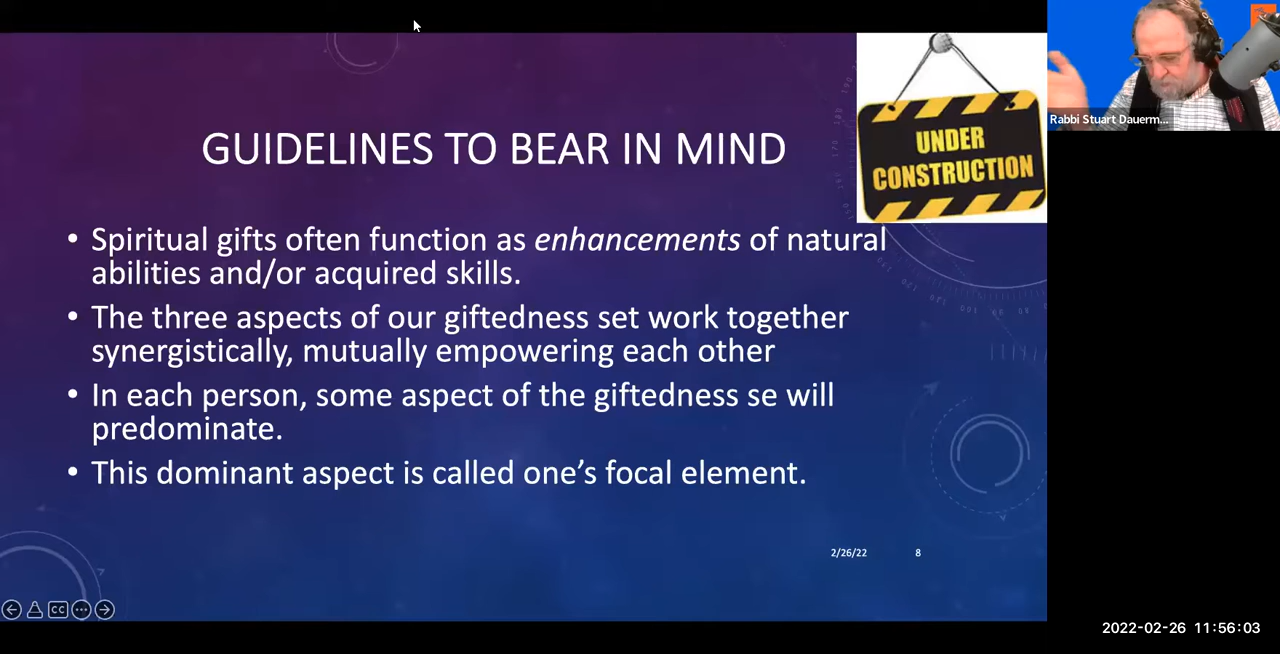 GUIDELINES TO BEAR IN MIND
UNDER
CONSTRUCTION
Rabbi Stuart Dauerm...
• Spiritual gifts often function as enhancements of natural
abilities and/or acquired skills.
• The three aspects of our giftedness set work together
synergistically, mutually empowering each other
• In each person, some aspect of the giftedness se will
predominate.
• This dominant aspect is called one’s focal element.
2/26/22
8
CC
2022-02-26 11:56:03